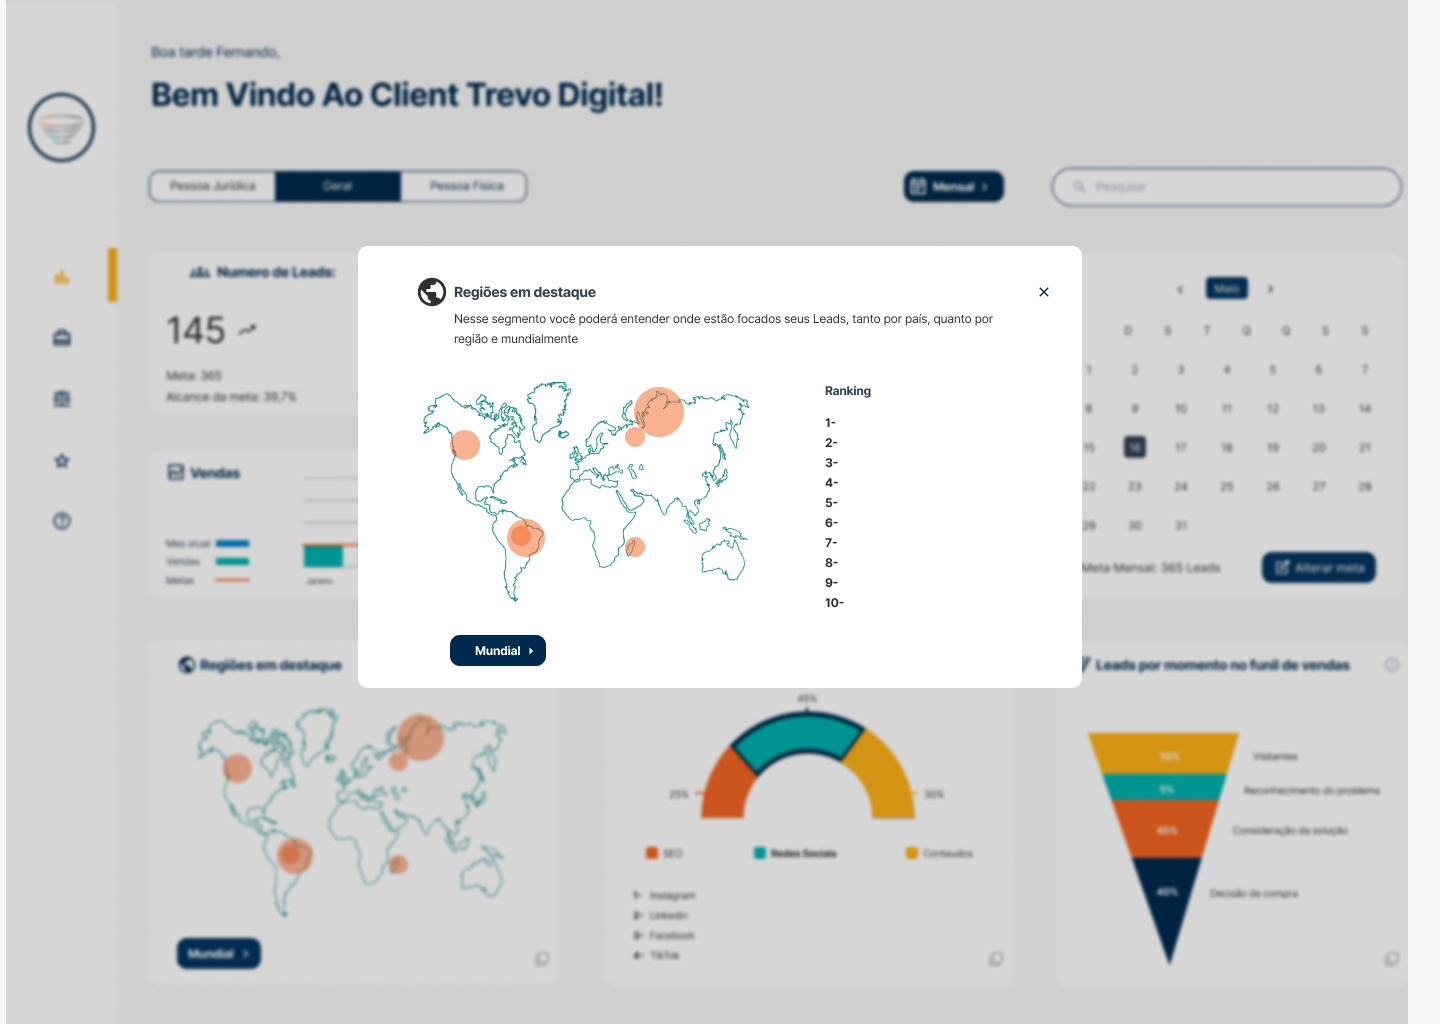 Boa tarde Fernando,
Bem Vindo Ao Client Trevo Digital!
Pessoa Jurídica
Geral
Pessoa Fisica
Mensal
Pesquise
Numero de Leads:
145
Meta: 365
Alcance da meta: 39,7%
Vendas
Mes atual
Vendas
Metas
Janeiro
Regiões em destaque
Nesse segmento você poderá entender onde estão focados seus Leads, tanto por país, quanto por
região e mundialmente
Ranking
1-
2-
3-
4-
5-
6-
7-
8-
9-
10-
Mundial
Maio
D S T Q Q S S
1 2 3 4 5 6 7
8 9 10 11 12 13 14
15 16 17 18 19 20 21
22 23 24 25 26 27 28
29 30 31
Meta Mensal: 365 Leads
Alterar meta
Regiões em destaque
Mundial
45%
25%
30%
SEO
Redes Sociais
Conteudos
1- Instagram
2- Linkedin
3- Facebook
4- TikTok
Leads por momento no funil de vendas
10%
Visitantes
5%
Reconhecimento do problema
45%
Consideração da solução
40%
Decisão de compra